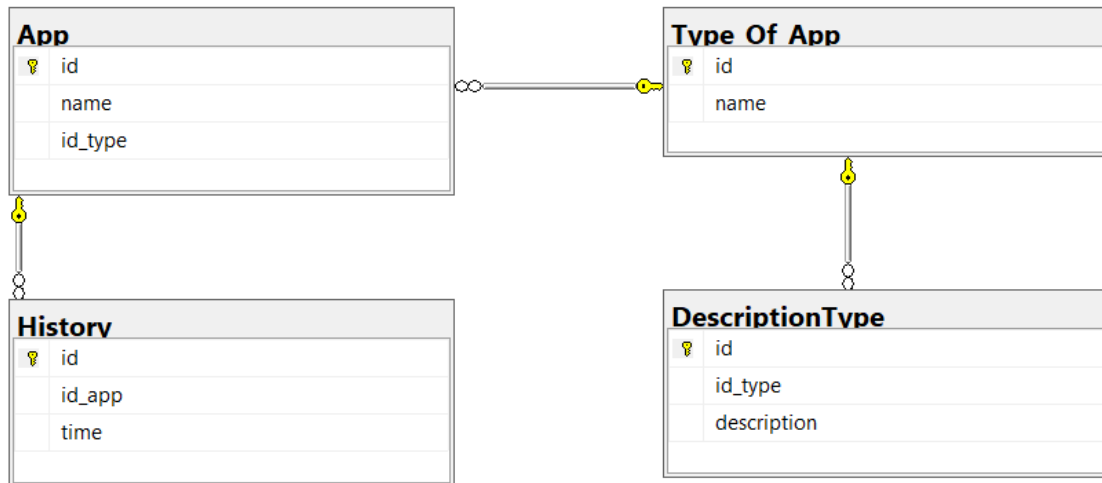 App
id
name
id_type
Type_Of_App
id
name
History
id
id_app
time
DescriptionType
id
id_type
description